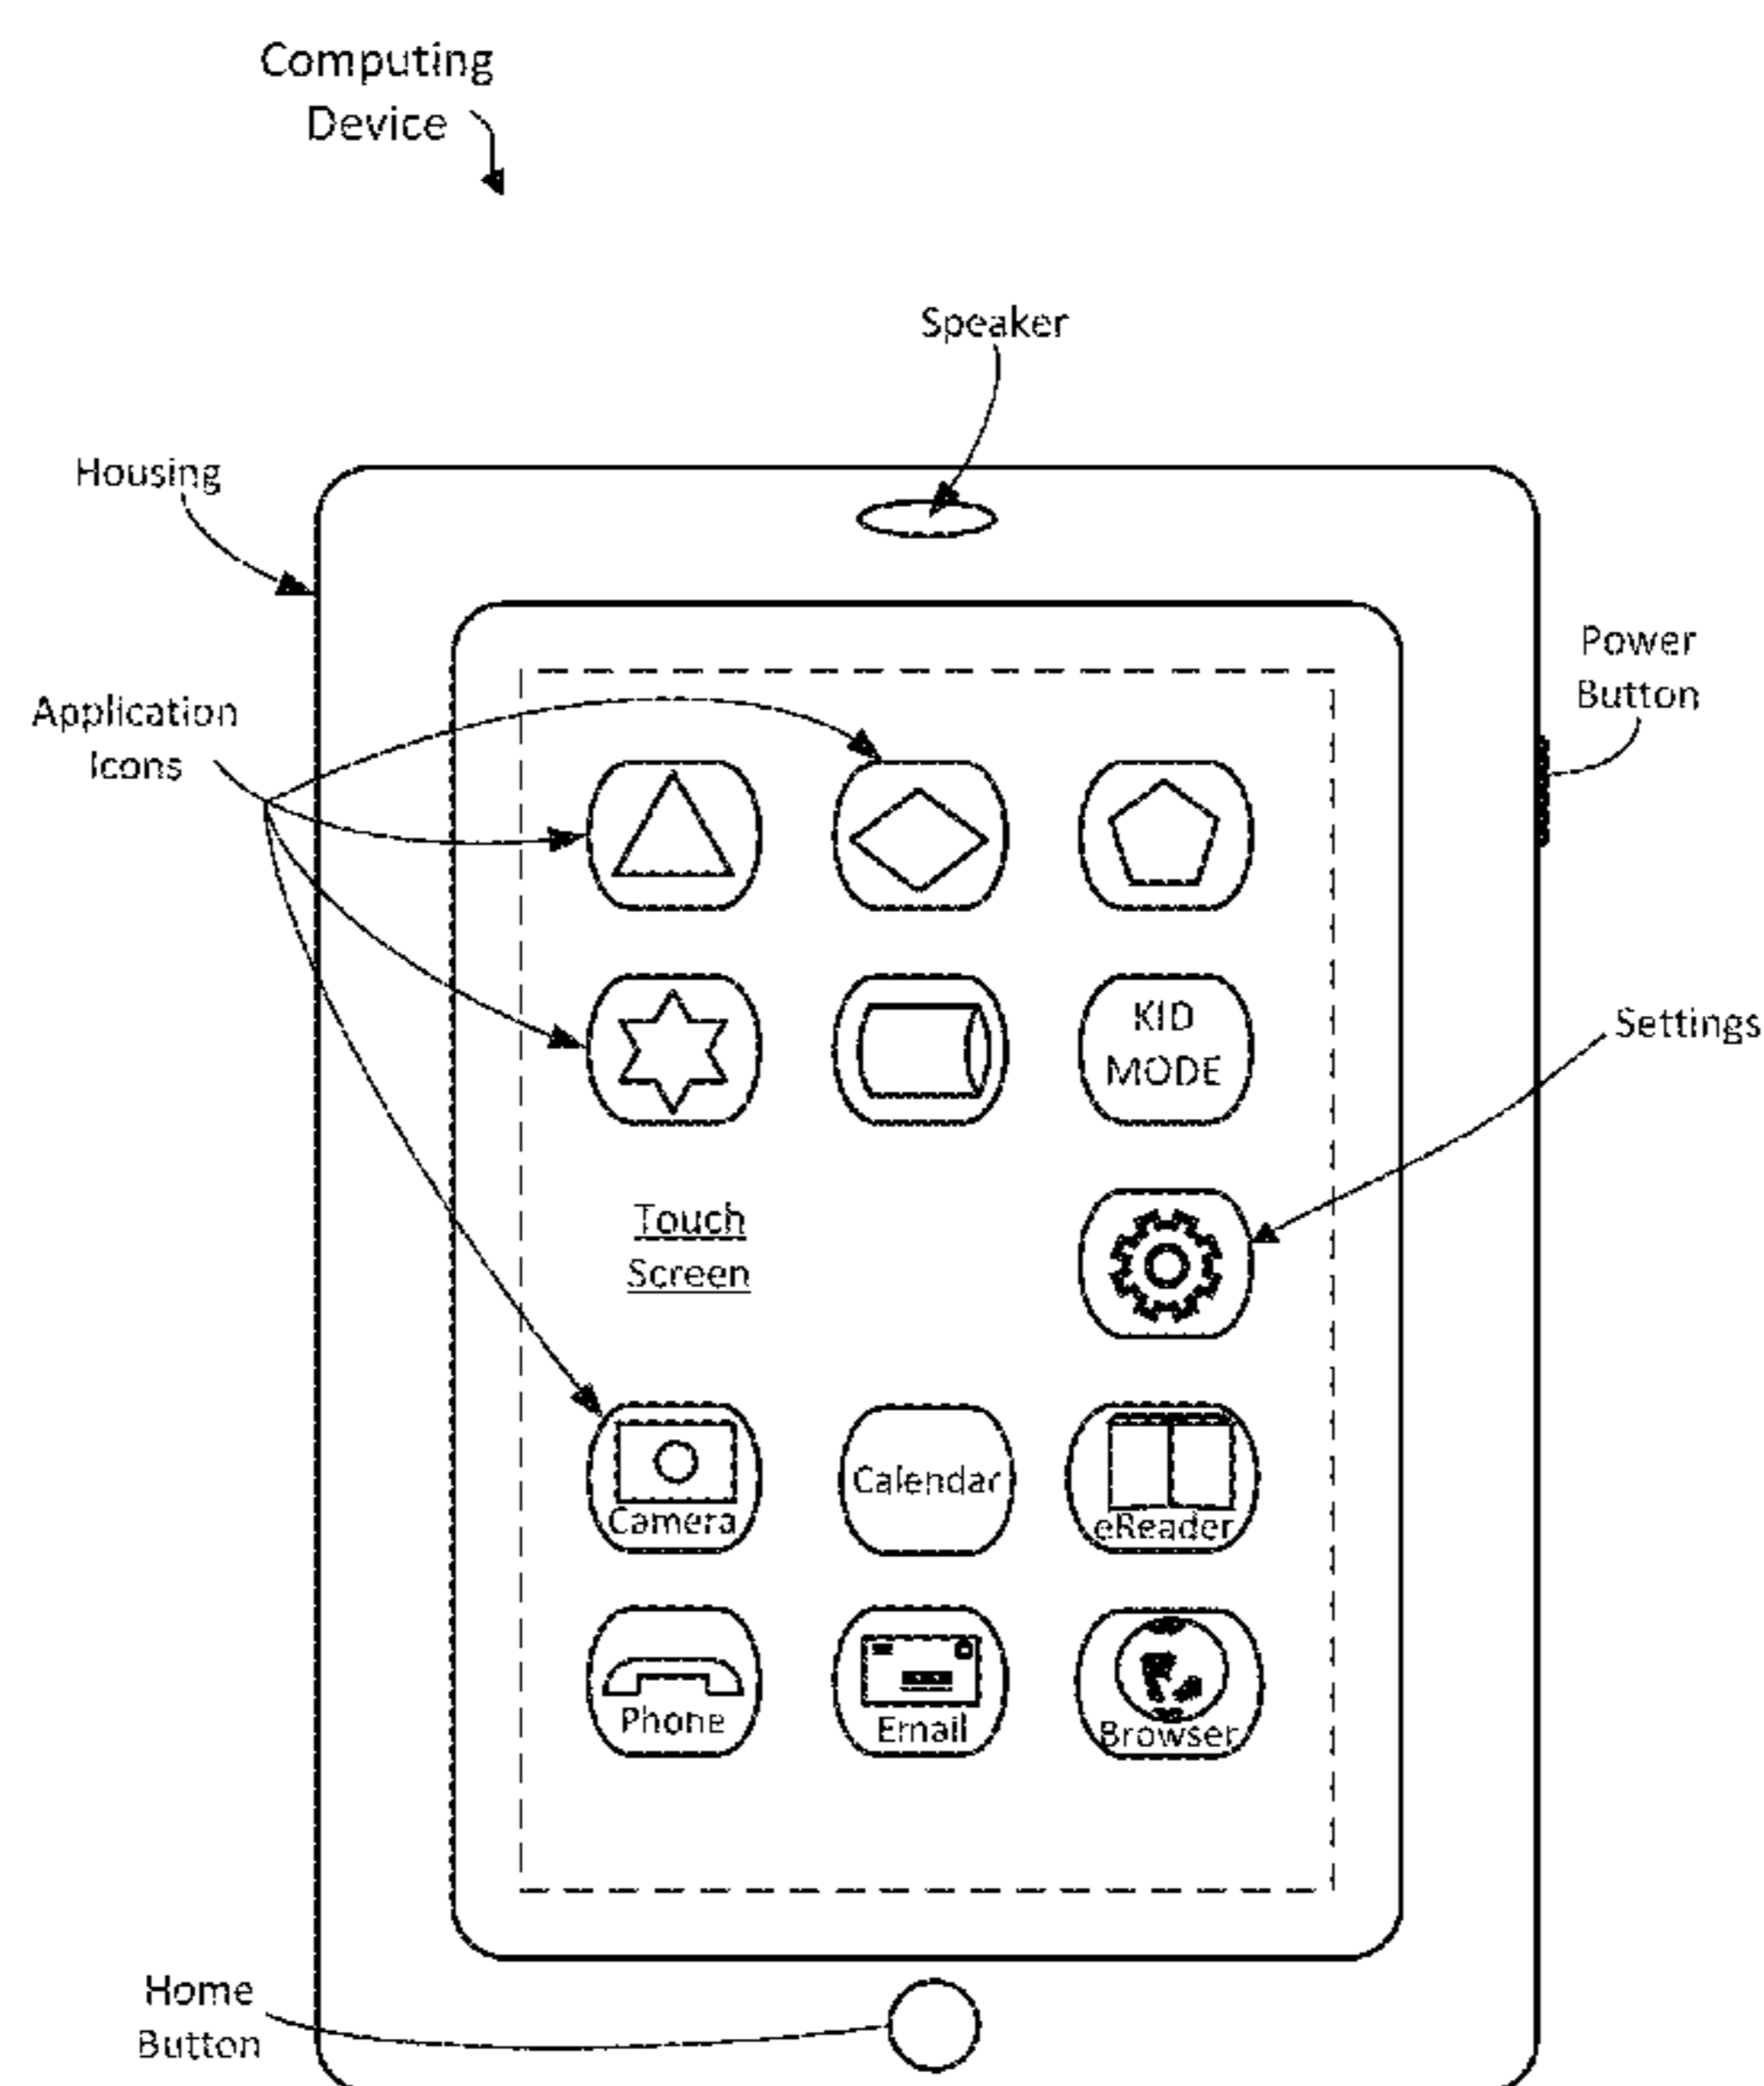 Computing
Device
Speaker
Housing
Power
Button
Application
Icons
KID
MODE
Settings
Touch
Screen
Camera
Calendar
eReader
Phone
Email
Browser
Home
Button